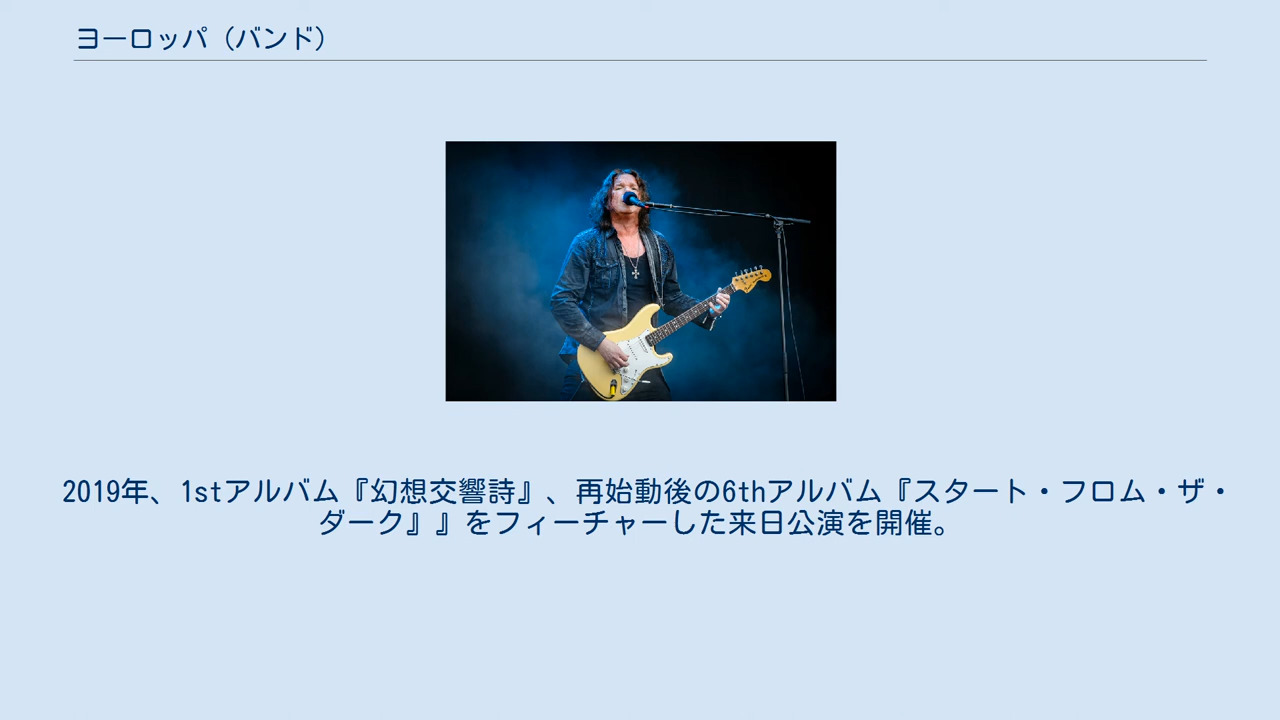 ヨーロッパ（バンド）
2019年、1stアルバム『幻想交響詩』、再始動後の6thアルバム『スタート・フロム・ザ・
ダーク』』をフィーチャーした来日公演を開催。